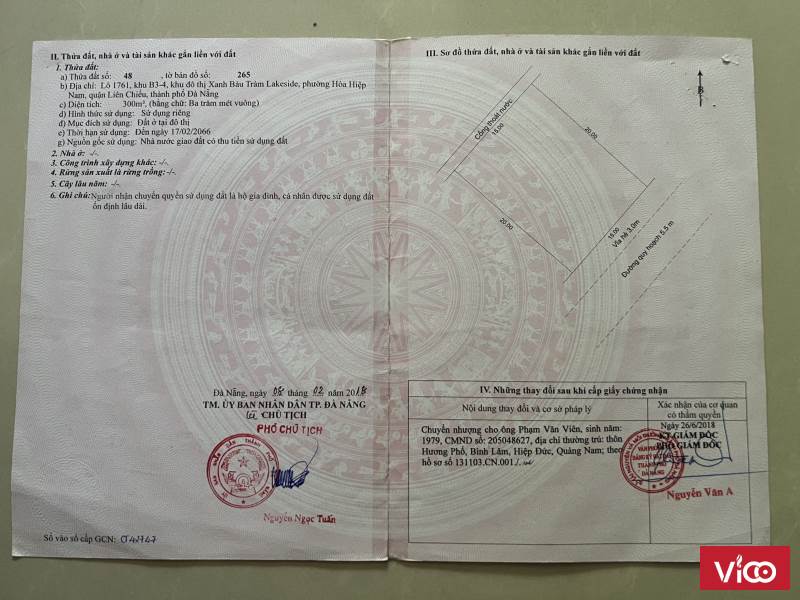 II. Thửa đất, nhà ở và tài sản khác gắn liền với đất
1. Thửa đất:
a) Thửa đất số: 48 , tờ bản đồ số: 265
b) Địa chỉ: Lô 1761, khu B3-4, khu đô thị Xanh Bàu Tràm Lakeside, phường Hòa Hiệp
Nam, quận Liên Chiểu, thành phố Đà Nẵng
c) Diện tích: 300m², (bằng chữ: Ba trăm mét vuông)
d) Hình thức sử dụng: Sử dụng riêng
đ) Mục đích sử dụng: Đất ở tại đô thị
e) Thời hạn sử dụng: Đến ngày 17/02/2066
g) Nguồn gốc sử dụng: Nhà nước giao đất có thu tiền sử dụng đất
2. Nhà ở: -/-
3. Công trình xây dựng khác: -/-
4. Rừng sản xuất là rừng trồng: -/-
5. Cây lâu năm: -/-
6. Ghi chú: Người nhận chuyển quyền sử dụng đất là hộ gia đình, cá nhân được sử dụng đất
ổn định lâu dài.
Đà Nẵng, ngày 06 tháng 02 năm 2018
TM. ỦY BAN NHÂN DÂN TP. ĐÀ NẴNG
CHỦ TỊCH
PHÓ CHỦ TỊCH
Nguyễn Ngọc Tuấn
Số vào sổ cấp GCN:
III. Sơ đồ thửa đất, nhà ở và tài sản khác gắn liền với đất
B
Cống thoát nước
15.00
20.00
20.00
15.00
Vỉa hè 3.0m
Đường quy hoạch 5.5 m
IV. Những thay đổi sau khi cấp giấy chứng nhận
Nội dung thay đổi và cơ sở pháp lý
Xác nhận của cơ quan
có thẩm quyền
Chuyển nhượng cho ông Phạm Văn Viên, sinh năm:
1979, CMND số: 205048627, địa chỉ thường trú: thôn
Hương Phố, Bình Lâm, Hiệp Đức, Quảng Nam; theo
hồ sơ số 131103.CN.001./.
Ngày 26/6/2018
KT.GIÁM ĐỐC
PHÓ GIÁM ĐỐC
Nguyễn Văn A
VICO